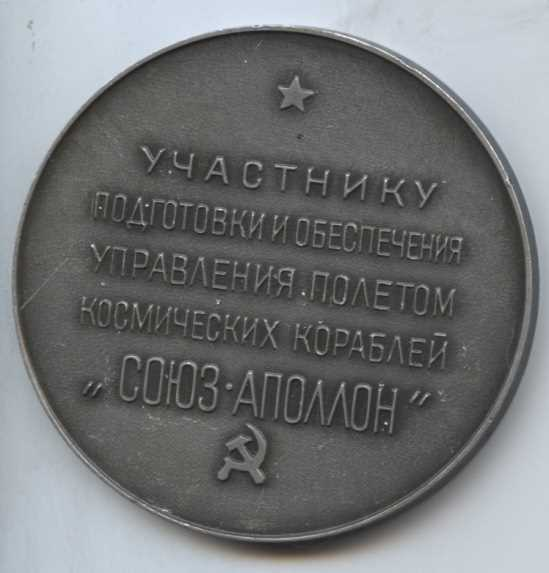 УЧАСТНИКУ
ПОДГОТОВКИ И ОБЕСПЕЧЕНИЯ
УПРАВЛЕНИЯ ПОЛЕТОМ
КОСМИЧЕСКИХ КОРАБЛЕЙ
„СОЮЗ·АПОЛЛОН”